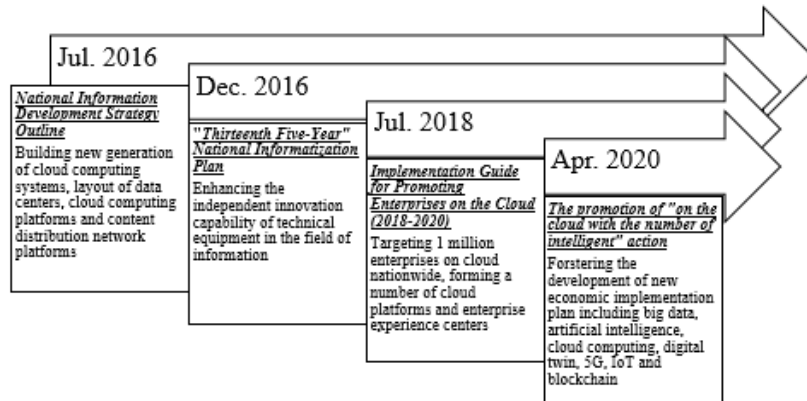 Jul. 2016
National Information
Development Strategy
Outline
Building new generation
of cloud computing
systems, layout of data
centers, cloud computing
platforms and content
distribution network
platforms
Dec. 2016
"Thirteenth Five-Year"
National Informatization
Plan
Enhancing the
independent innovation
capability of technical
equipment in the field of
information
Jul. 2018
Implementation Guide
for Promoting
Enterprises on the Cloud
(2018-2020)
Targeting 1 million
enterprises on cloud
nationwide, forming a
number of cloud
platforms and enterprise
experience centers
Apr. 2020
The promotion of "on the
cloud with the number of
intelligent" action
Forstering the
development of new
economic implementation
plan including big data,
artificial intelligence,
cloud computing, digital
twin, 5G, IoT and
blockchain